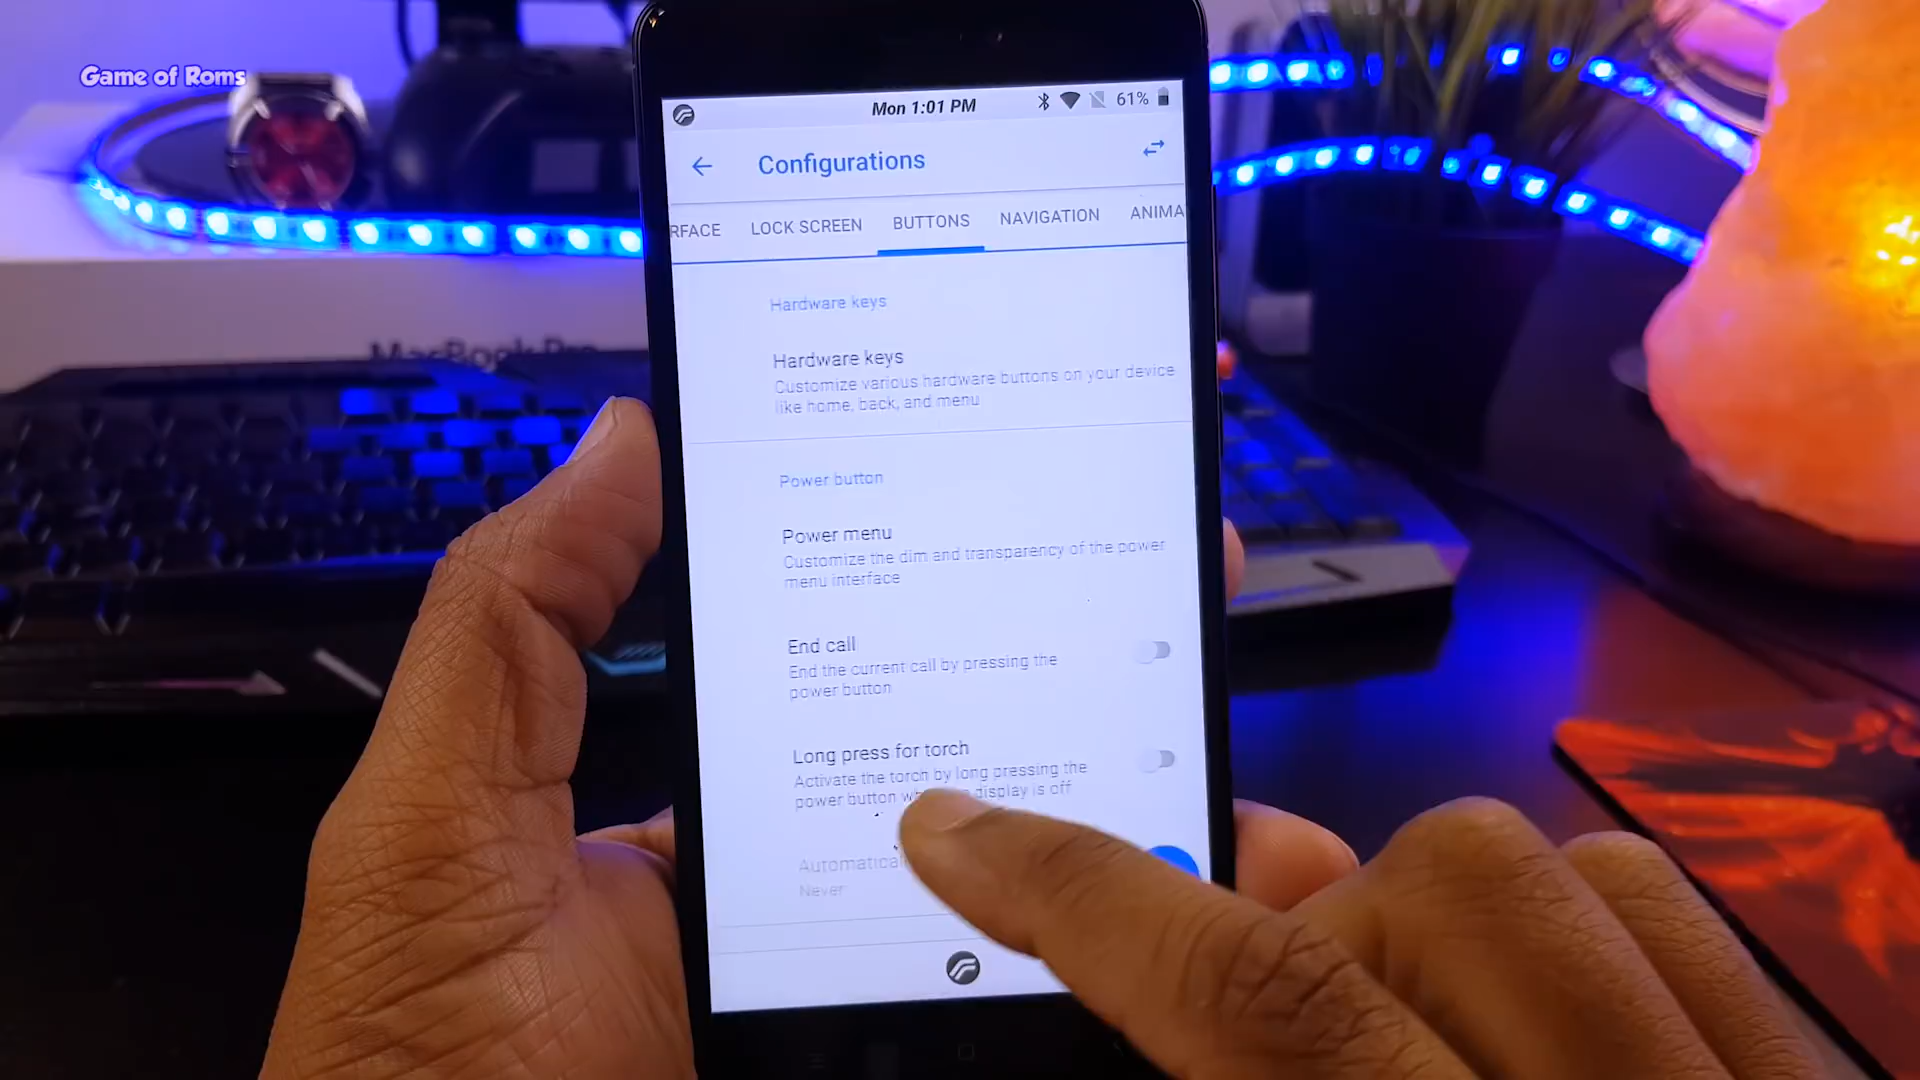 Game of Roms
Mon 1:01 PM
61%
Configurations
RFACE LOCK SCREEN BUTTONS NAVIGATION ANIMA
MacBook Pro
Hardware keys
Hardware keys
Customize various hardware buttons on your device
like home, back, and menu
Power button
Power menu
Customize the dim and transparency of the power
menu interface
End call
End the current call by pressing the
power button
Long press for torch
Activate the torch by long pressing the
power button display is off
Never